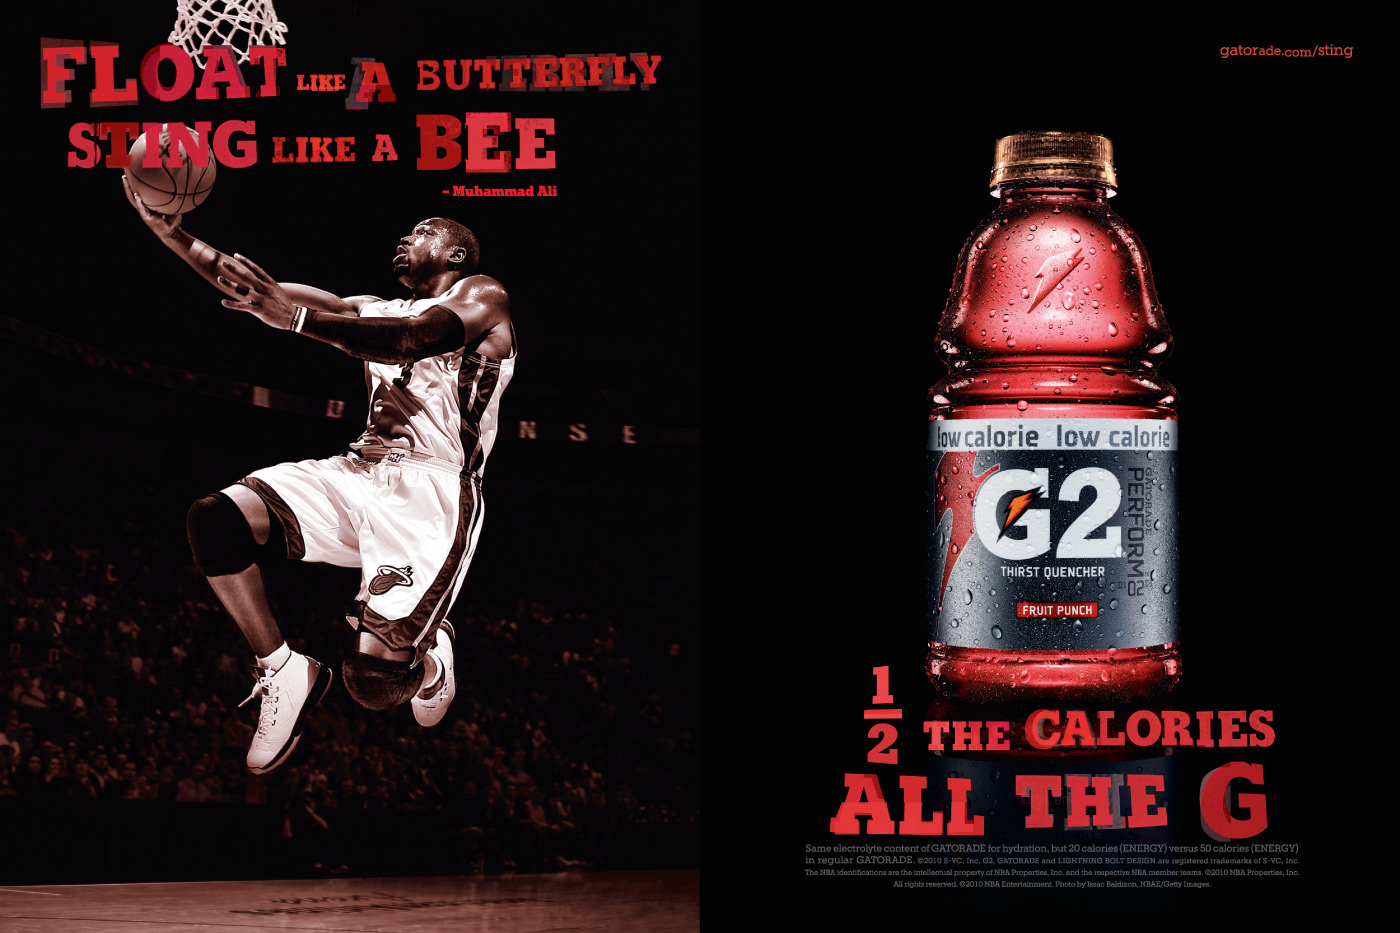 FLOAT LIKE A BUTTERFLY
STING LIKE A BEE
– Muhammad Ali
3
N S E
gatorade.com/sting
low calorie low calorie
G2
GATORADE
PERFORM 02
THIRST QUENCHER
FRUIT PUNCH
1/2 THE CALORIES
ALL THE G
Same electrolyte content of GATORADE for hydration, but 20 calories (ENERGY) versus 50 calories (ENERGY)
in regular GATORADE. ©2010 S-VC, Inc. G2, GATORADE and LIGHTNING BOLT DESIGN are registered trademarks of S-VC, Inc.
The NBA identifications are the intellectual property of NBA Properties, Inc. and the respective NBA member teams. ©2010 NBA Properties, Inc.
All rights reserved. ©2010 NBA Entertainment. Photo by Issac Baldizon, NBAE/Getty Images.